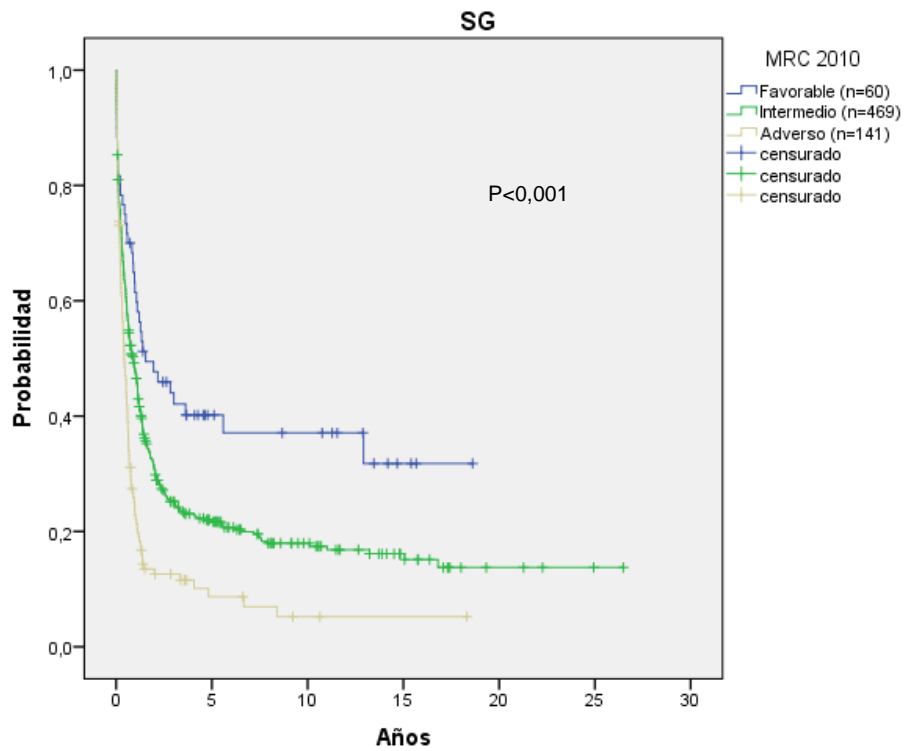 SG
MRC 2010
Favorable (n=60)
Intermedio (n=469)
Adverso (n=141)
censurado
censurado
censurado
P<0,001
Probabilidad
1,0
0,8
0,6
0,4
0,2
0,0
0 5 10 15 20 25 30
Años